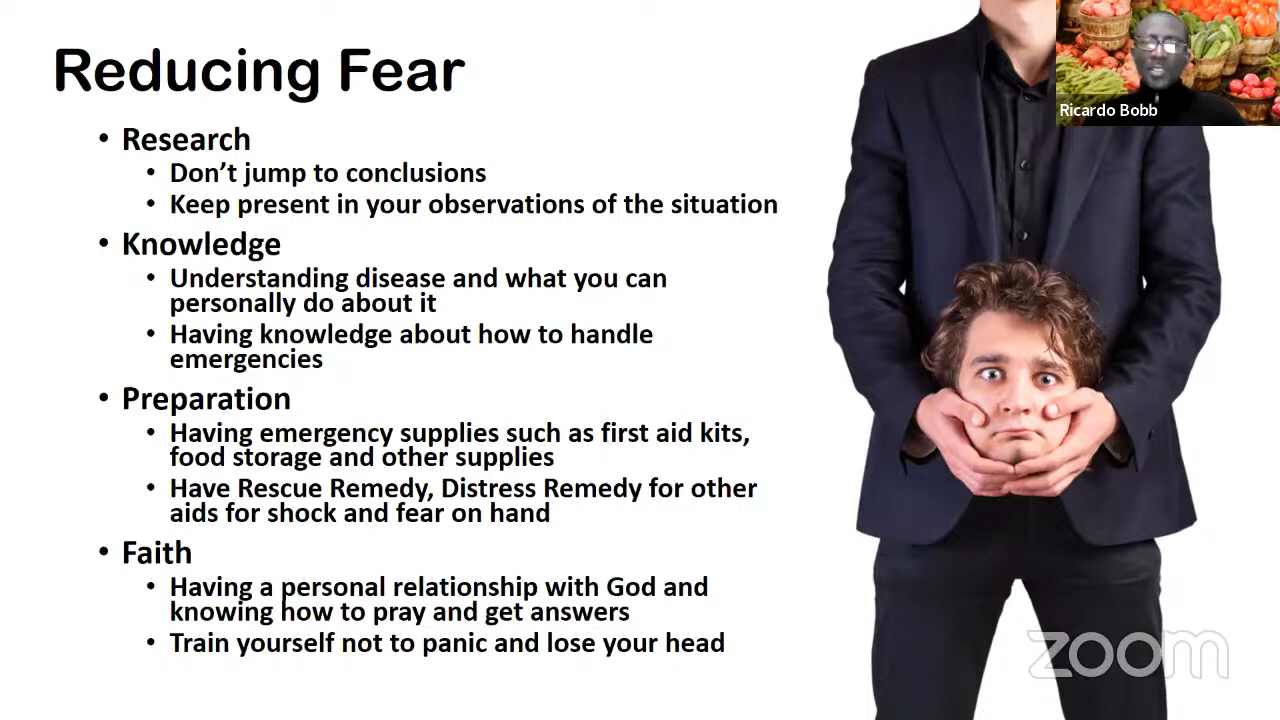 Reducing Fear
• Research
• Don't jump to conclusions
• Keep present in your observations of the situation
• Knowledge
• Understanding disease and what you can
personally do about it
• Having knowledge about how to handle
emergencies
• Preparation
• Having emergency supplies such as first aid kits,
food storage and other supplies
• Have Rescue Remedy, Distress Remedy for other
aids for shock and fear on hand
• Faith
• Having a personal relationship with God and
knowing how to pray and get answers
• Train yourself not to panic and lose your head
Ricardo Bobb
zoom